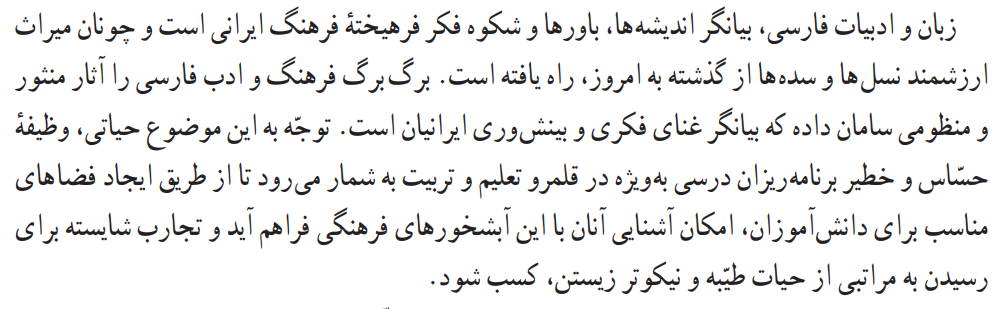 زبان و ادبیات فارسی، بیانگر اندیشه‌ها، باورها و شکوه فکر فرهیختهٔ فرهنگ ایرانی است و چونان میراث
ارزشمند نسل‌ها و سده‌ها از گذشته به امروز، راه یافته است. برگ‌برگ فرهنگ و ادب فارسی را آثار منثور
و منظومی سامان داده که بیانگر غنای فکری و بینش‌وری ایرانیان است. توجّه به این موضوع حیاتی، وظیفهٔ
حسّاس و خطیر برنامه‌ریزان درسی به‌ویژه در قلمرو تعلیم و تربیت به شمار می‌رود تا از طریق ایجاد فضاهای
مناسب برای دانش‌آموزان، امکان آشنایی آنان با این آبشخورهای فرهنگی فراهم آید و تجارب شایسته برای
رسیدن به مراتبی از حیات طیّبه و نیکوتر زیستن، کسب شود.